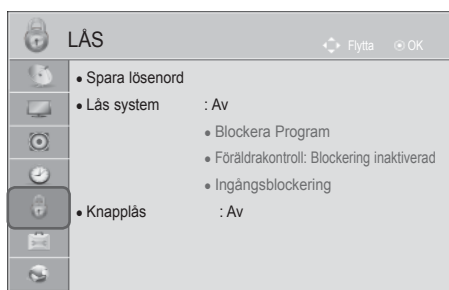 LÅS
Flytta OK
• Spara lösenord
• Lås system : Av
• Blockera Program
• Föräldrakontroll: Blockering inaktiverad
• Ingångsblockering
• Knapplås : Av